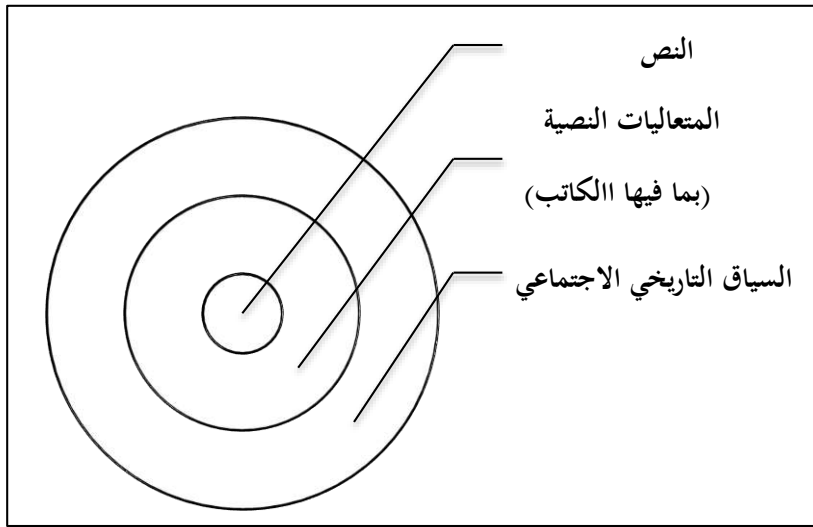 النص
المتعاليات النصية
(بما فيها االكاتب)
السياق التاريخي الاجتماعي